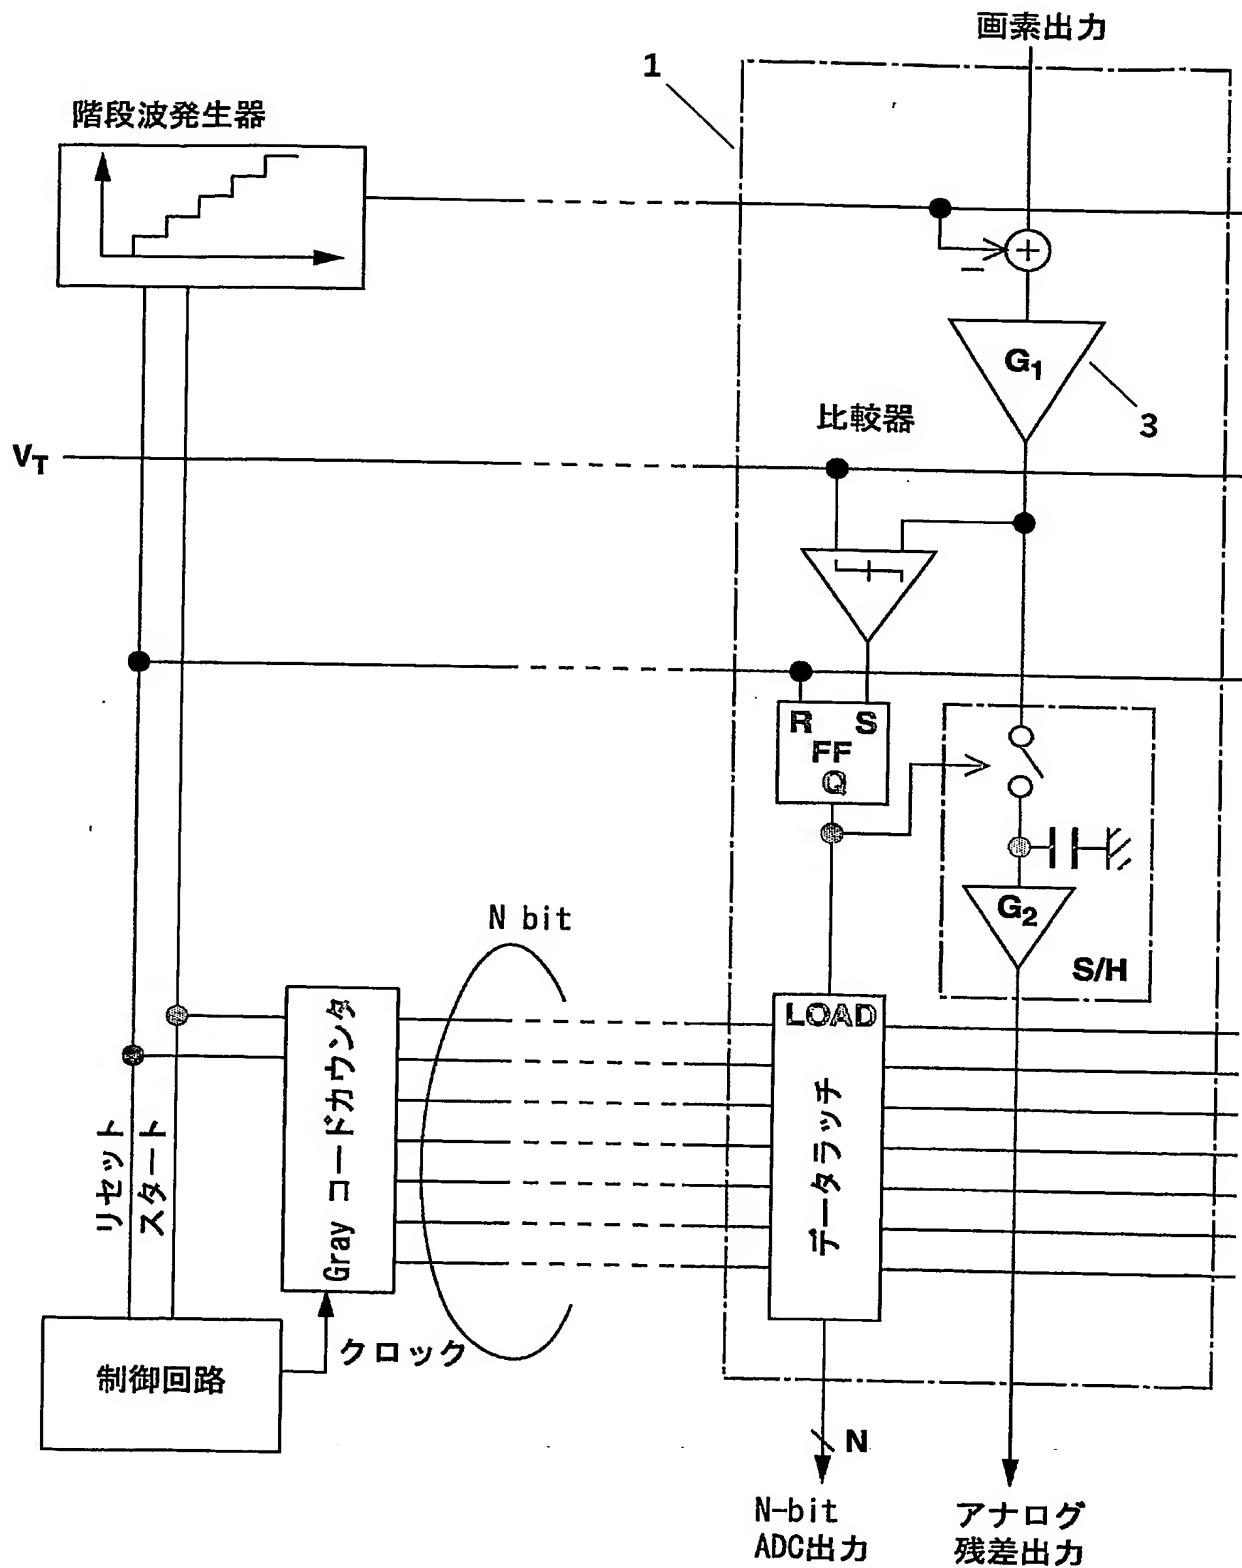 画素出力
1
階段波発生器
−
+
G1
3
比較器
VT
R S
FF
Q
N bit
G2
S/H
LOAD
Gray コードカウンタ
データラッチ
リセット
スタート
クロック
制御回路
N
N-bit
ADC出力
アナログ
残差出力